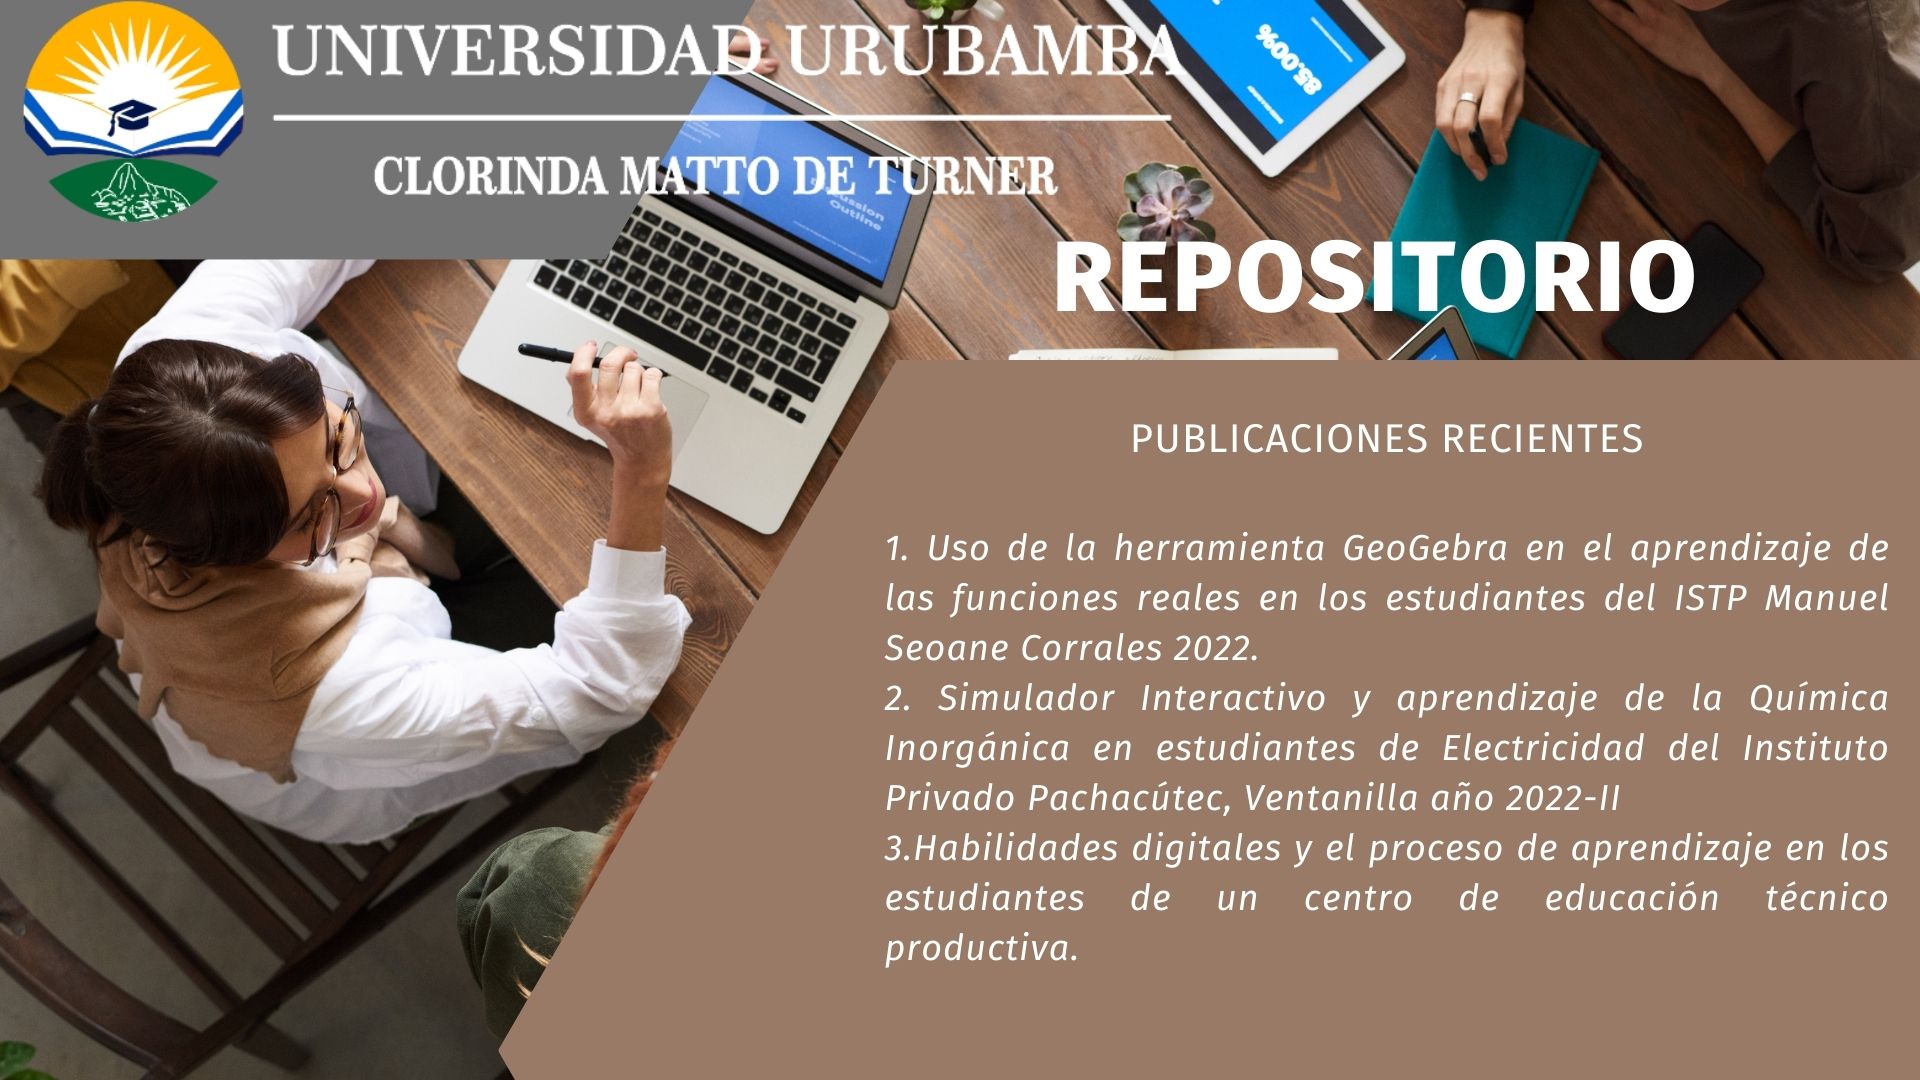 UNIVERSIDAD URUBAMBA
CLORINDA MATTO DE TURNER
85.00%
Outline
REPOSITORIO
PUBLICACIONES RECIENTES
1. Uso de la herramienta GeoGebra en el aprendizaje de
las funciones reales en los estudiantes del ISTP Manuel
Seoane Corrales 2022.
2. Simulador Interactivo y aprendizaje de la Química
Inorgánica en estudiantes de Electricidad del Instituto
Privado Pachacútec, Ventanilla año 2022-II
3.Habilidades digitales y el proceso de aprendizaje en los
estudiantes de un centro de educación técnico
productiva.